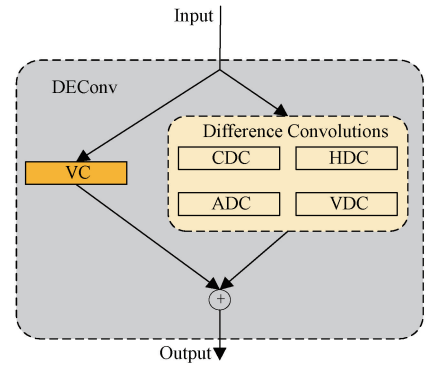 Input
DEConv
Difference Convolutions
CDC HDC
VC
ADC VDC
+
Output